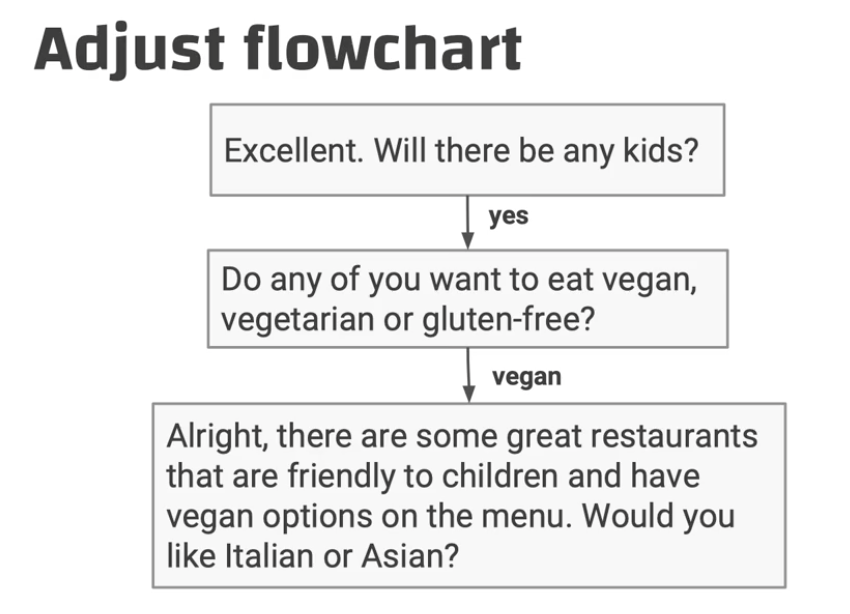 Adjust flowchart
Excellent. Will there be any kids?
yes
Do any of you want to eat vegan,
vegetarian or gluten-free?
vegan
Alright, there are some great restaurants
that are friendly to children and have
vegan options on the menu. Would you
like Italian or Asian?